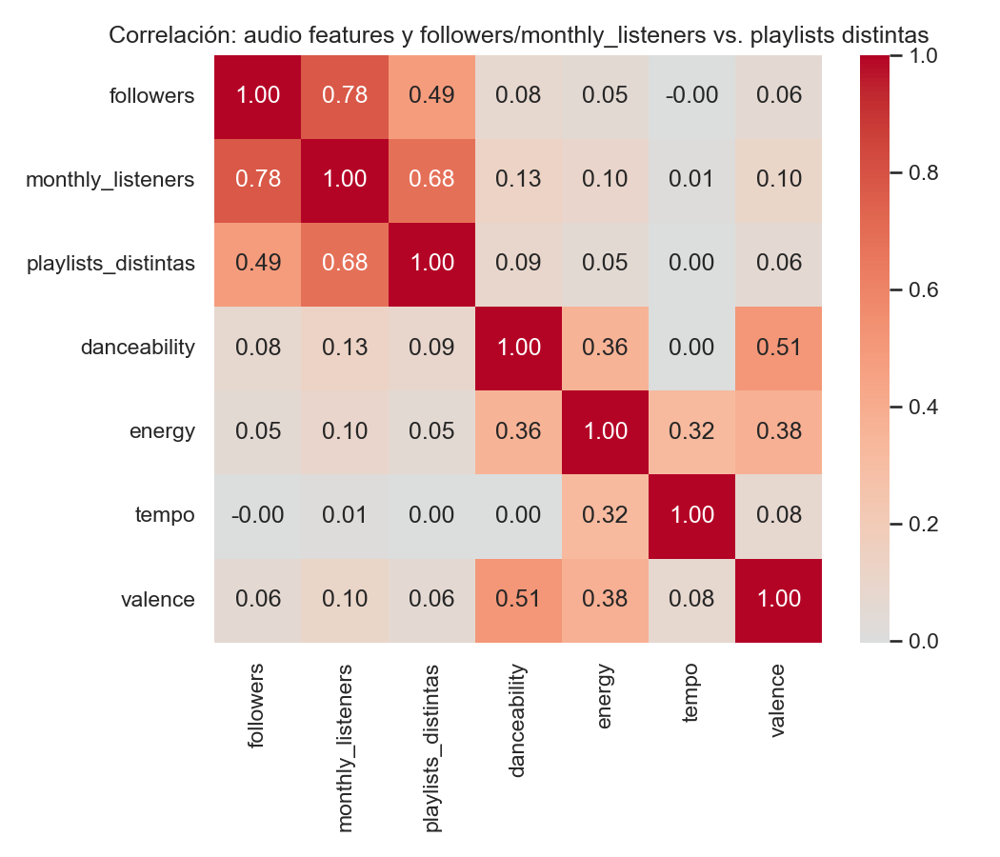 Correlación: audio features y followers/monthly_listeners vs. playlists distintas
followers 1.00 0.78 0.49 0.08 0.05 -0.00 0.06
monthly_listeners 0.78 1.00 0.68 0.13 0.10 0.01 0.10
playlists_distintas 0.49 0.68 1.00 0.09 0.05 0.00 0.06
danceability 0.08 0.13 0.09 1.00 0.36 0.00 0.51
energy 0.05 0.10 0.05 0.36 1.00 0.32 0.38
tempo -0.00 0.01 0.00 0.00 0.32 1.00 0.08
valence 0.06 0.10 0.06 0.51 0.38 0.08 1.00
followers monthly_listeners playlists_distintas danceability energy tempo valence
1.0
0.8
0.6
0.4
0.2
0.0